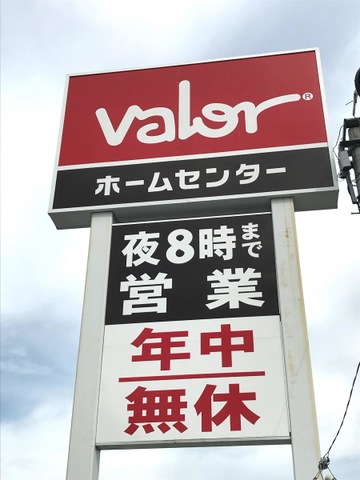 valor®
ホームセンター
夜8時まで
営業
年中
無休